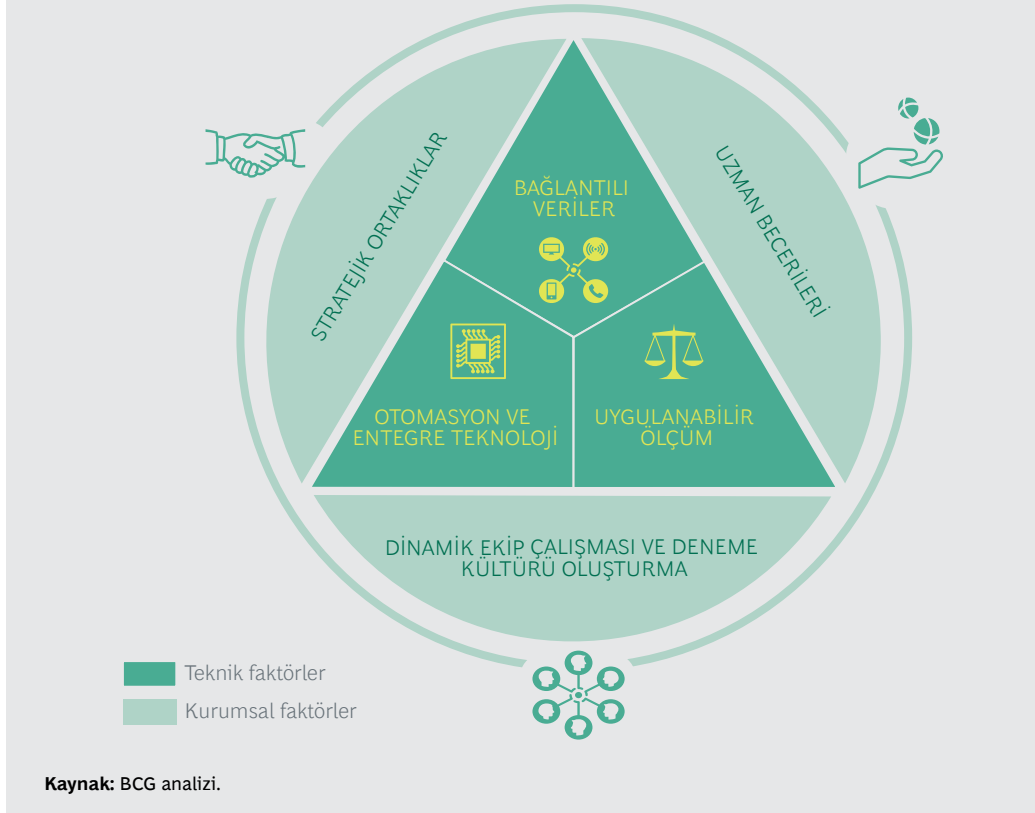 STRATEJİK ORTAKLIKLAR
UZMAN BECERİLERİ
BAĞLANTILI
VERİLER
OTOMASYON VE
ENTEGRE TEKNOLOJİ
UYGULANABİLİR
ÖLÇÜM
DİNAMİK EKİP ÇALIŞMASI VE DENEME
KÜLTÜRÜ OLUŞTURMA
Teknik faktörler
Kurumsal faktörler
Kaynak: BCG analizi.